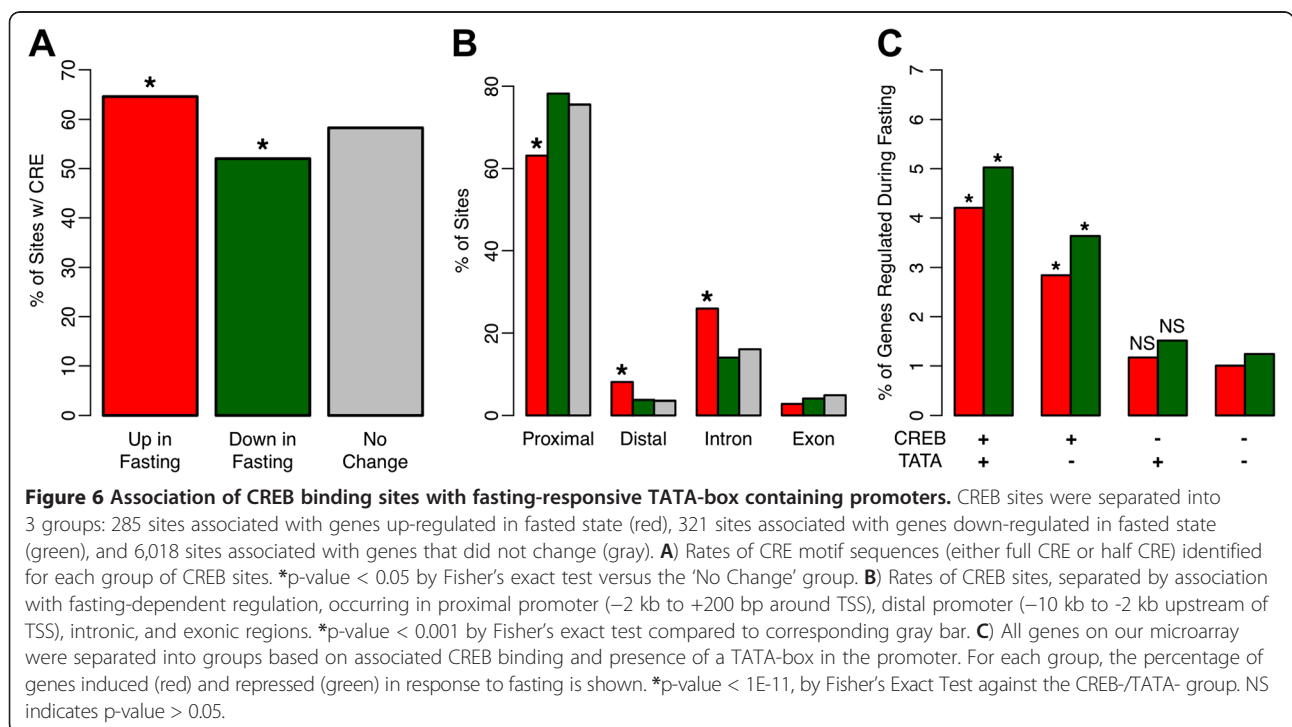 A
% of Sites w/ CRE
70
60
50
40
30
20
10
0
*
*
Up in Fasting
Down in Fasting
No Change
B
% of Sites
80
60
40
20
0
*
*
*
Proximal
Distal
Intron
Exon
C
% of Genes Regulated During Fasting
7
6
5
4
3
2
1
0
*
*
*
*
NS
NS
CREB + + - -
TATA + - + -
Figure 6 Association of CREB binding sites with fasting-responsive TATA-box containing promoters. CREB sites were separated into
3 groups: 285 sites associated with genes up-regulated in fasted state (red), 321 sites associated with genes down-regulated in fasted state
(green), and 6,018 sites associated with genes that did not change (gray). A) Rates of CRE motif sequences (either full CRE or half CRE) identified
for each group of CREB sites. *p-value < 0.05 by Fisher's exact test versus the 'No Change' group. B) Rates of CREB sites, separated by association
with fasting-dependent regulation, occurring in proximal promoter (−2 kb to +200 bp around TSS), distal promoter (−10 kb to -2 kb upstream of
TSS), intronic, and exonic regions. *p-value < 0.001 by Fisher's exact test compared to corresponding gray bar. C) All genes on our microarray
were separated into groups based on associated CREB binding and presence of a TATA-box in the promoter. For each group, the percentage of
genes induced (red) and repressed (green) in response to fasting is shown. *p-value < 1E-11, by Fisher's Exact Test against the CREB-/TATA- group. NS
indicates p-value > 0.05.